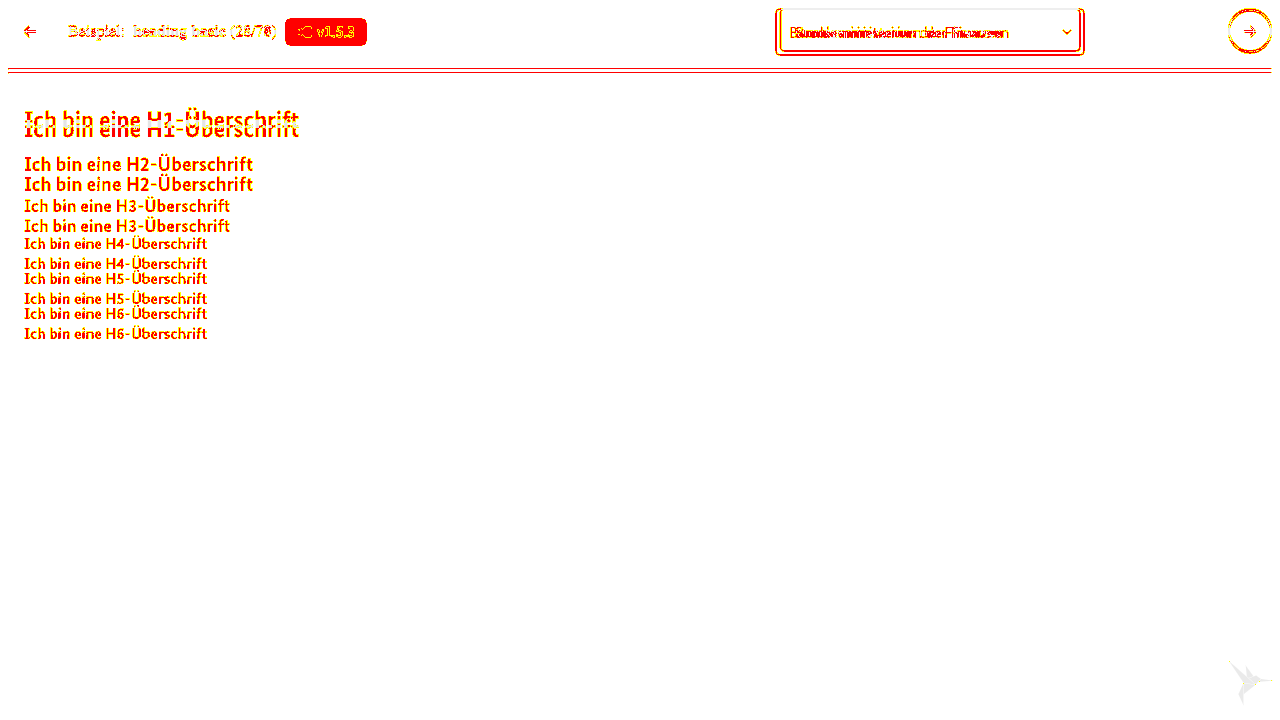 Beispiel: heading basic
v1.5.3
Ich bin eine H1-Überschrift
Ich bin eine H1-Überschrift
Ich bin eine H2-Überschrift
Ich bin eine H2-Überschrift
Ich bin eine H3-Überschrift
Ich bin eine H3-Überschrift
Ich bin eine H4-Überschrift
Ich bin eine H4-Überschrift
Ich bin eine H5-Überschrift
Ich bin eine H5-Überschrift
Ich bin eine H6-Überschrift
Ich bin eine H6-Überschrift